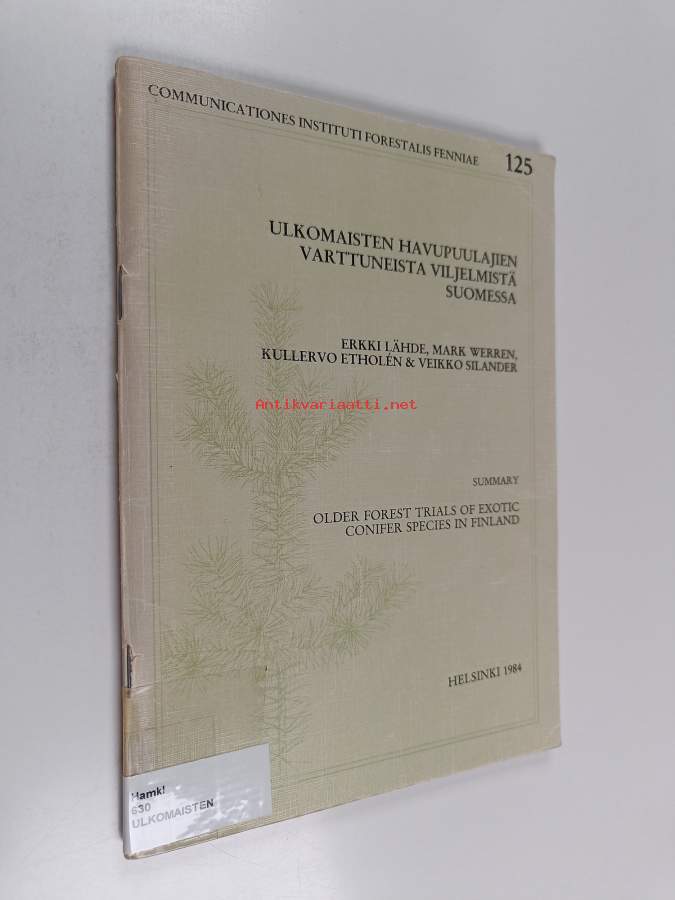 COMMUNICATIONES INSTITUTI FORESTALIS FENNIAE 125
ULKOMAISTEN HAVUPUULAJIEN
VARTTUNEISTA VILJELMISTÄ
SUOMESSA
ERKKI LÄHDE, MARK WERREN,
KULLERVO ETHOLÉN & VEIKKO SILANDER
Antikvariaatti.net
SUMMARY
OLDER FOREST TRIALS OF EXOTIC
CONIFER SPECIES IN FINLAND
HELSINKI 1984
Hamk!
630
ULKOMAISTEN